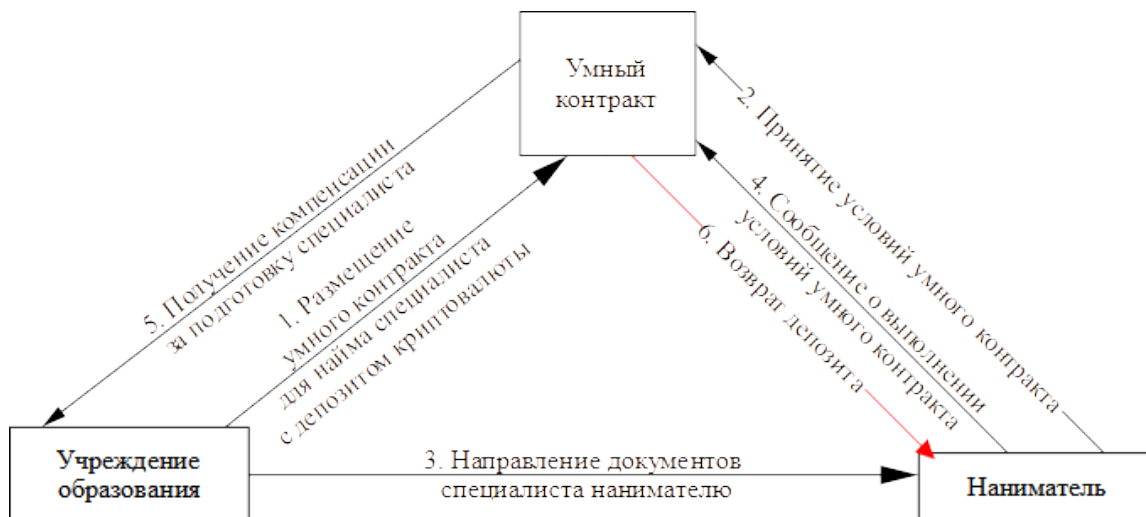 Умный
контракт
2. Принятие условий умного контракта
4. Сообщение о выполнении
условий умного контракта
6. Возврат депозита
5. Получение компенсации
за подготовку специалиста
1. Размещение
умного контракта
для найма специалиста
с депозитом криптовалюты
Учреждение
образования
3. Направление документов
специалиста нанимателю
Наниматель